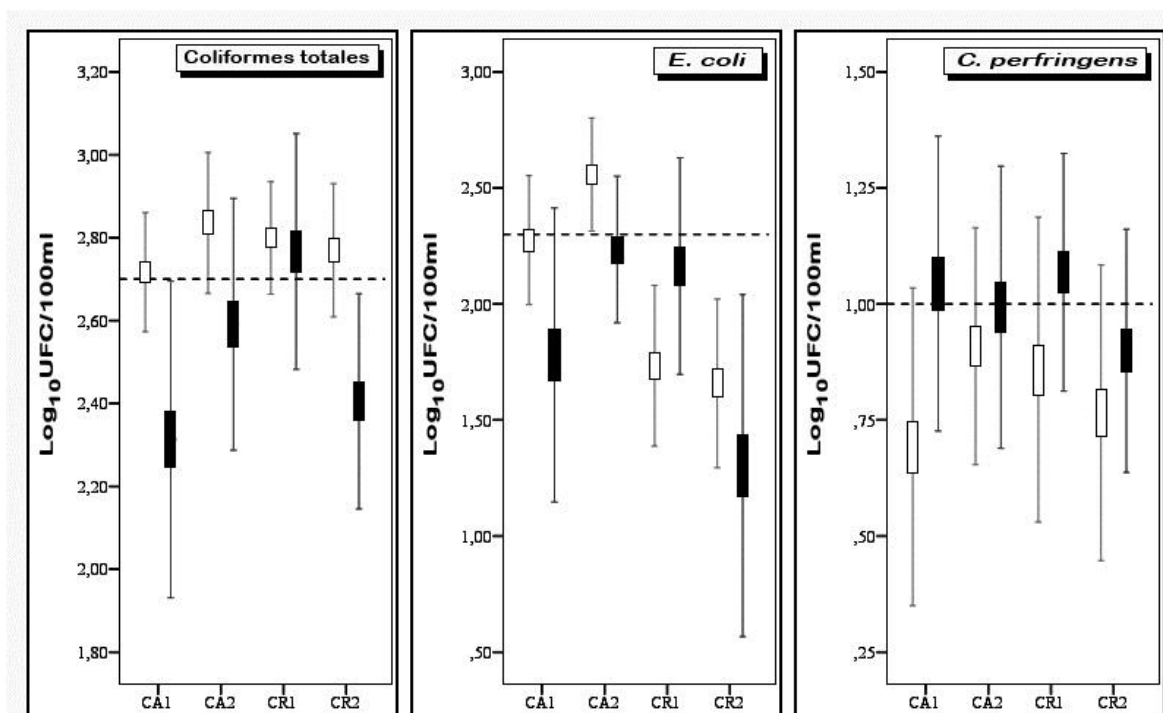 Coliformes totales
Log10UFC/100ml
3,20
3,00
2,80
2,60
2,40
2,20
2,00
1,80
CA1 CA2 CR1 CR2
E. coli
Log10UFC/100ml
3,00
2,50
2,00
1,50
1,00
,50
CA1 CA2 CR1 CR2
C. perfringens
Log10UFC/100ml
1,50
1,25
1,00
,75
,50
,25
CA1 CA2 CR1 CR2